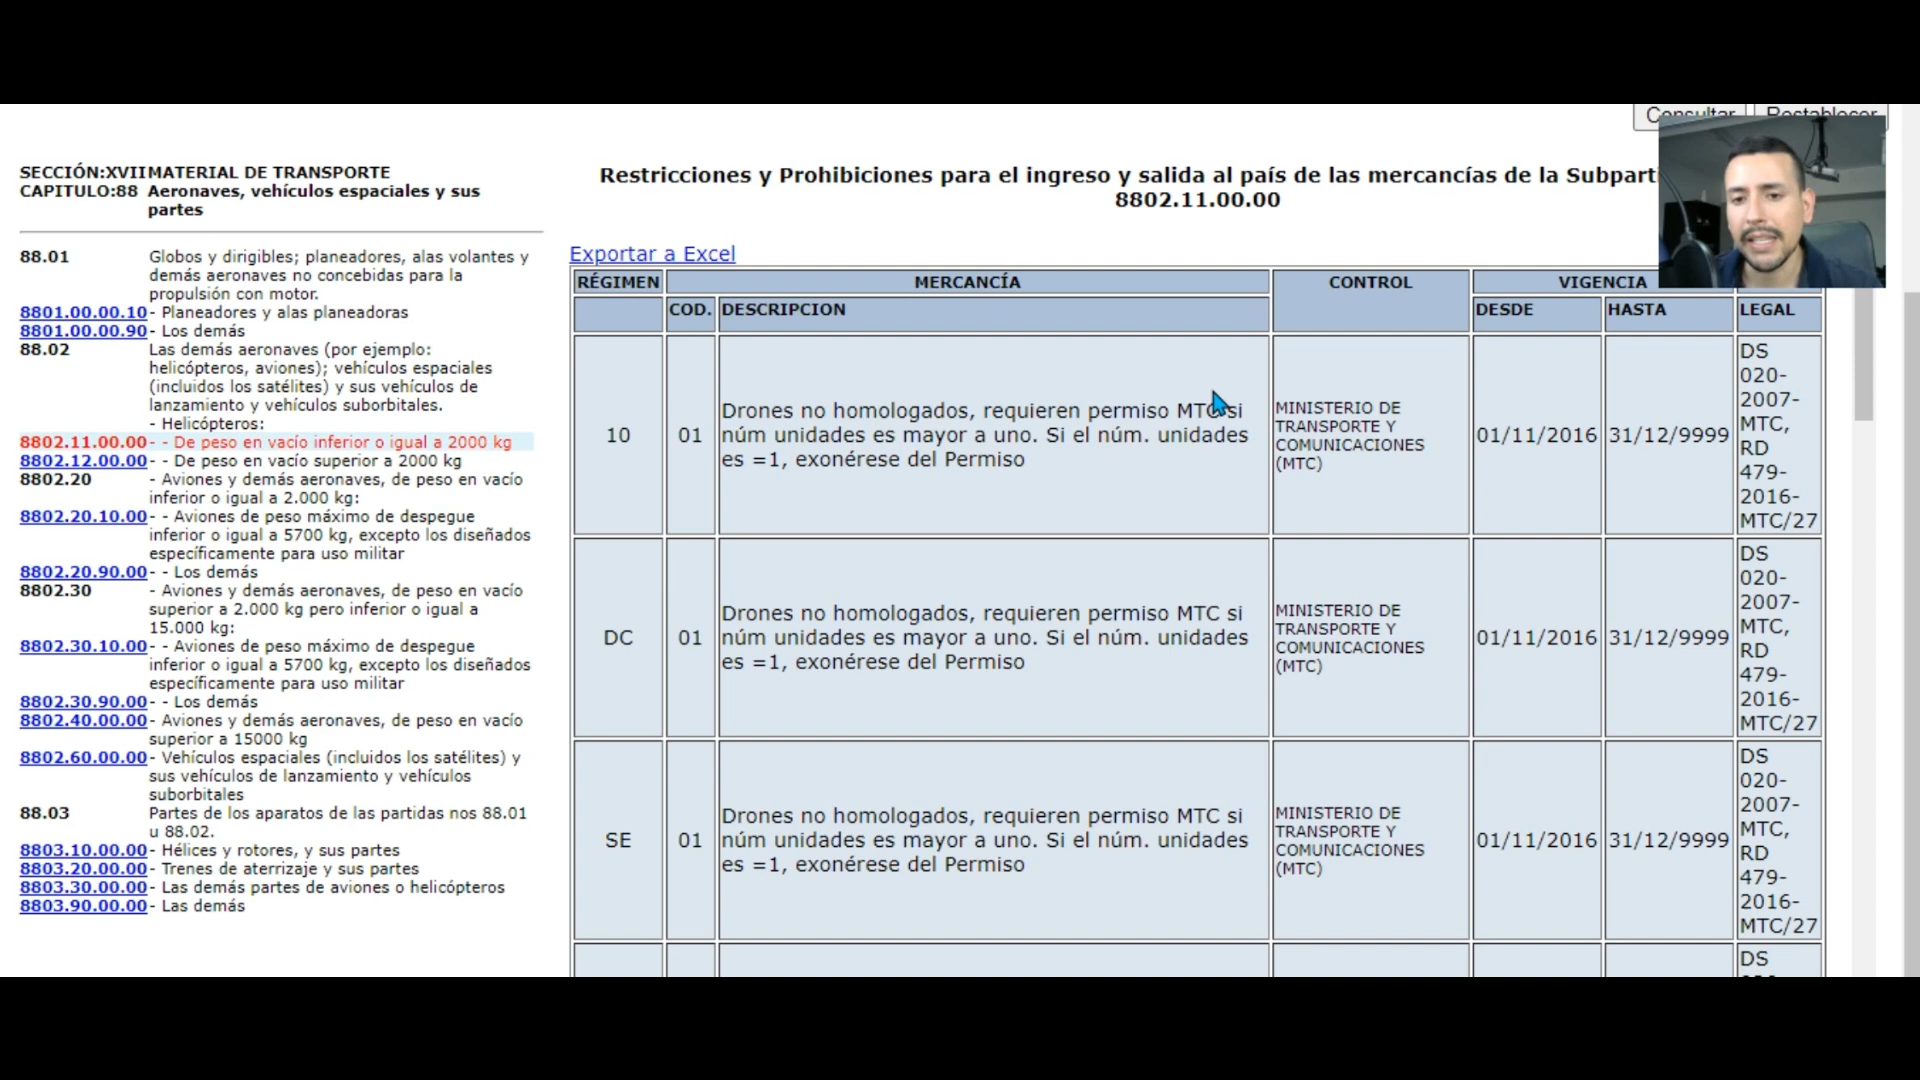 Consultar
Restablecer
SECCIÓN:XVII MATERIAL DE TRANSPORTE
CAPITULO:88 Aeronaves, vehículos espaciales y sus
partes
88.01 Globos y dirigibles; planeadores, alas volantes y
demás aeronaves no concebidas para la
propulsión con motor.
8801.00.00.10 - Planeadores y alas planeadoras
8801.00.00.90 - Los demás
88.02 Las demás aeronaves (por ejemplo:
helicópteros, aviones); vehículos espaciales
(incluidos los satélites) y sus vehículos de
lanzamiento y vehículos suborbitales.
- Helicópteros:
8802.11.00.00 - - De peso en vacío inferior o igual a 2000 kg
8802.12.00.00 - - De peso en vacío superior a 2000 kg
8802.20 - Aviones y demás aeronaves, de peso en vacío
inferior o igual a 2.000 kg:
8802.20.10.00 - - Aviones de peso máximo de despegue
inferior o igual a 5700 kg, excepto los diseñados
específicamente para uso militar
8802.20.90.00 - - Los demás
8802.30 - Aviones y demás aeronaves, de peso en vacío
superior a 2.000 kg pero inferior o igual a
15.000 kg:
8802.30.10.00 - - Aviones de peso máximo de despegue
inferior o igual a 5700 kg, excepto los diseñados
específicamente para uso militar
8802.30.90.00 - - Los demás
8802.40.00.00 - Aviones y demás aeronaves, de peso en vacío
superior a 15000 kg
8802.60.00.00 - Vehículos espaciales (incluidos los satélites) y
sus vehículos de lanzamiento y vehículos
suborbitales
88.03 Partes de los aparatos de las partidas nos 88.01
u 88.02.
8803.10.00.00 - Hélices y rotores, y sus partes
8803.20.00.00 - Trenes de aterrizaje y sus partes
8803.30.00.00 - Las demás partes de aviones o helicópteros
8803.90.00.00 - Las demás
Restricciones y Prohibiciones para el ingreso y salida al país de las mercancías de la Subparti
8802.11.00.00
Exportar a Excel
RÉGIMEN MERCANCÍA CONTROL VIGENCIA
COD. DESCRIPCION DESDE HASTA LEGAL
10 01
Drones no homologados, requieren permiso MTC si
núm unidades es mayor a uno. Si el núm. unidades
es =1, exonérese del Permiso
MINISTERIO DE
TRANSPORTE Y
COMUNICACIONES
(MTC)
01/11/2016 31/12/9999
DS
020-
2007-
MTC,
RD
479-
2016-
MTC/27
DC 01
Drones no homologados, requieren permiso MTC si
núm unidades es mayor a uno. Si el núm. unidades
es =1, exonérese del Permiso
MINISTERIO DE
TRANSPORTE Y
COMUNICACIONES
(MTC)
01/11/2016 31/12/9999
DS
020-
2007-
MTC,
RD
479-
2016-
MTC/27
SE 01
Drones no homologados, requieren permiso MTC si
núm unidades es mayor a uno. Si el núm. unidades
es =1, exonérese del Permiso
MINISTERIO DE
TRANSPORTE Y
COMUNICACIONES
(MTC)
01/11/2016 31/12/9999
DS
020-
2007-
MTC,
RD
479-
2016-
MTC/27
DS